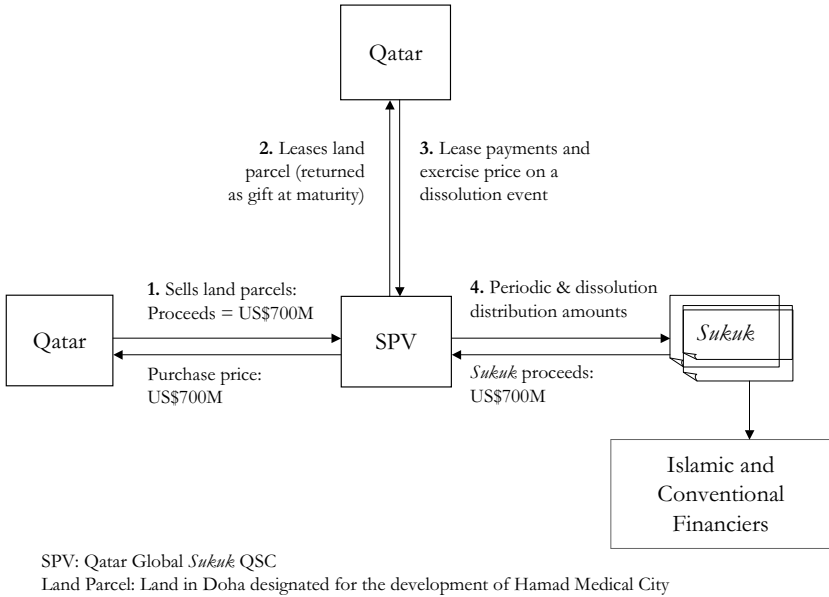 Qatar
2. Leases land
parcel (returned
as gift at maturity)
3. Lease payments and
exercise price on a
dissolution event
1. Sells land parcels:
Proceeds = US$700M
4. Periodic & dissolution
distribution amounts
Qatar
SPV
Sukuk
Purchase price:
US$700M
Sukuk proceeds:
US$700M
Islamic and
Conventional
Financiers
SPV: Qatar Global Sukuk QSC
Land Parcel: Land in Doha designated for the development of Hamad Medical City